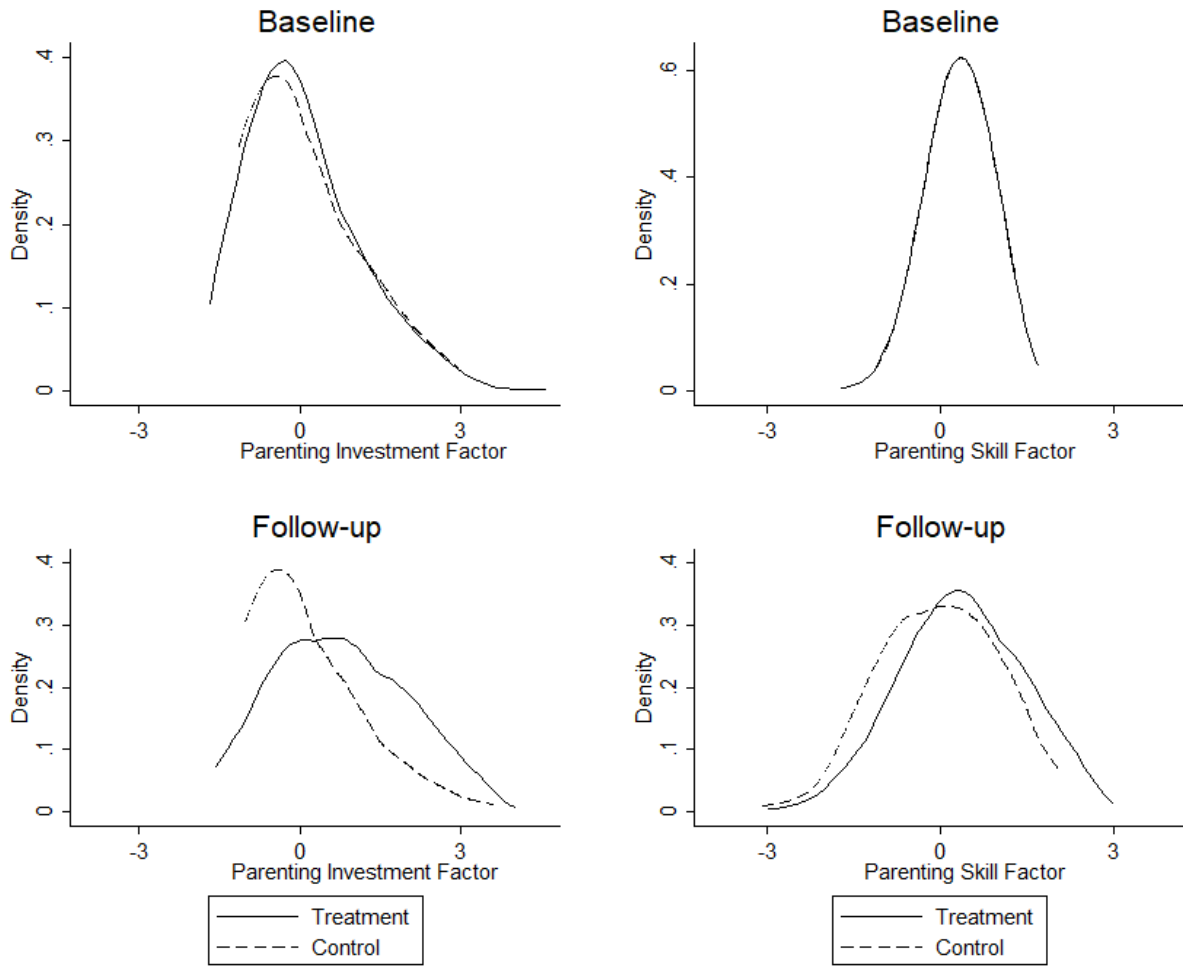 Baseline
Density
0
.1
.2
.3
.4
-3
0
3
Parenting Investment Factor
Baseline
Density
0
.2
.4
.6
-3
0
3
Parenting Skill Factor
Follow-up
Density
0
.1
.2
.3
.4
-3
0
3
Parenting Investment Factor
Treatment
Control
Follow-up
Density
0
.1
.2
.3
.4
-3
0
3
Parenting Skill Factor
Treatment
Control